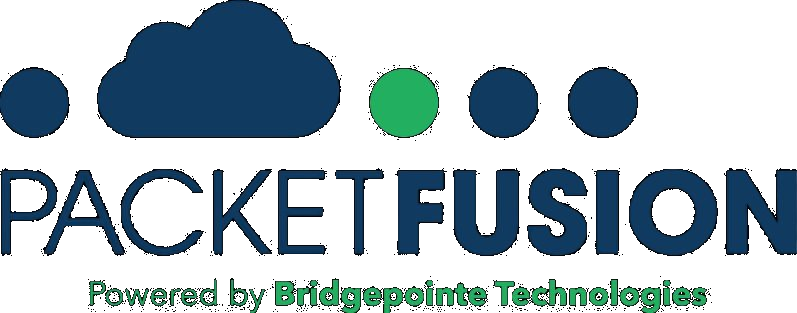 PACKETFUSION
Powered by Bridgepointe Technologies